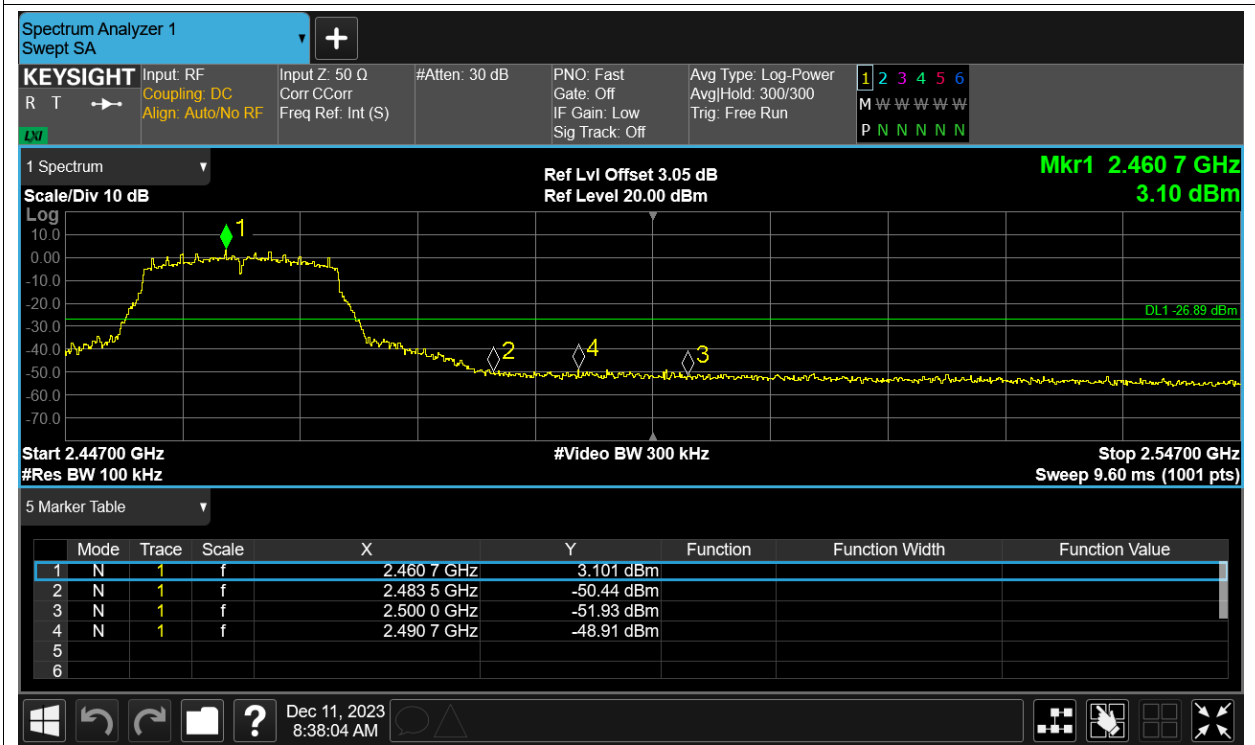 Spectrum Analyzer 1
Swept SA
KEYSIGHT Input: RF Input Z: 50 Ω #Atten: 30 dB PNO: Fast Avg Type: Log-Power 1 2 3 4 5 6
R T Coupling: DC Corr CCorr Gate: Off Avg|Hold: 300/300 M W W W W W
Align: Auto/No RF Freq Ref: Int (S) IF Gain: Low Trig: Free Run
LXI Sig Track: Off P N N N N N
1 Spectrum Ref Lvl Offset 3.05 dB Mkr1 2.460 7 GHz
Scale/Div 10 dB Ref Level 20.00 dBm 3.10 dBm
Log
10.0 1
0.00
-10.0
-20.0
DL1 -26.89 dBm
-30.0
-40.0 2 4 3
-50.0
-60.0
-70.0
Start 2.44700 GHz #Video BW 300 kHz Stop 2.54700 GHz
#Res BW 100 kHz Sweep 9.60 ms (1001 pts)
5 Marker Table
Mode Trace Scale X Y Function Function Width Function Value
1 N 1 f 2.460 7 GHz 3.101 dBm
2 N 1 f 2.483 5 GHz -50.44 dBm
3 N 1 f 2.500 0 GHz -51.93 dBm
4 N 1 f 2.490 7 GHz -48.91 dBm
5
6
? Dec 11, 2023
8:38:04 AM